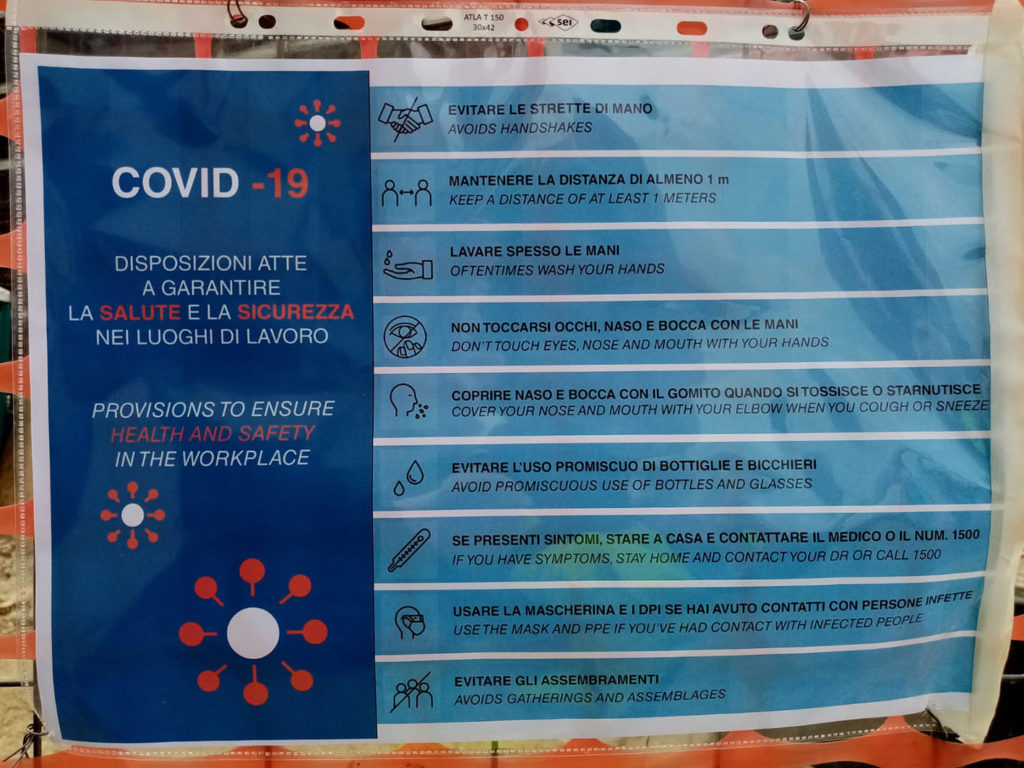 ATLA T 150
30x42
sei
COVID -19
DISPOSIZIONI ATTE
A GARANTIRE
LA SALUTE E LA SICUREZZA
NEI LUOGHI DI LAVORO
PROVISIONS TO ENSURE
HEALTH AND SAFETY
IN THE WORKPLACE
EVITARE LE STRETTE DI MANO
AVOIDS HANDSHAKES
MANTENERE LA DISTANZA DI ALMENO 1 m
KEEP A DISTANCE OF AT LEAST 1 METERS
LAVARE SPESSO LE MANI
OFTENTIMES WASH YOUR HANDS
NON TOCCARSI OCCHI, NASO E BOCCA CON LE MANI
DON'T TOUCH EYES, NOSE AND MOUTH WITH YOUR HANDS
COPRIRE NASO E BOCCA CON IL GOMITO QUANDO SI TOSSISCE O STARNUTISCE
COVER YOUR NOSE AND MOUTH WITH YOUR ELBOW WHEN YOU COUGH OR SNEEZE
EVITARE L'USO PROMISCUO DI BOTTIGLIE E BICCHIERI
AVOID PROMISCUOUS USE OF BOTTLES AND GLASSES
SE PRESENTI SINTOMI, STARE A CASA E CONTATTARE IL MEDICO O IL NUM. 1500
IF YOU HAVE SYMPTOMS, STAY HOME AND CONTACT YOUR DR OR CALL 1500
USARE LA MASCHERINA E I DPI SE HAI AVUTO CONTATTI CON PERSONE INFETTE
USE THE MASK AND PPE IF YOU'VE HAD CONTACT WITH INFECTED PEOPLE.
EVITARE GLI ASSEMBRAMENTI
AVOIDS GATHERINGS AND ASSEMBLAGES